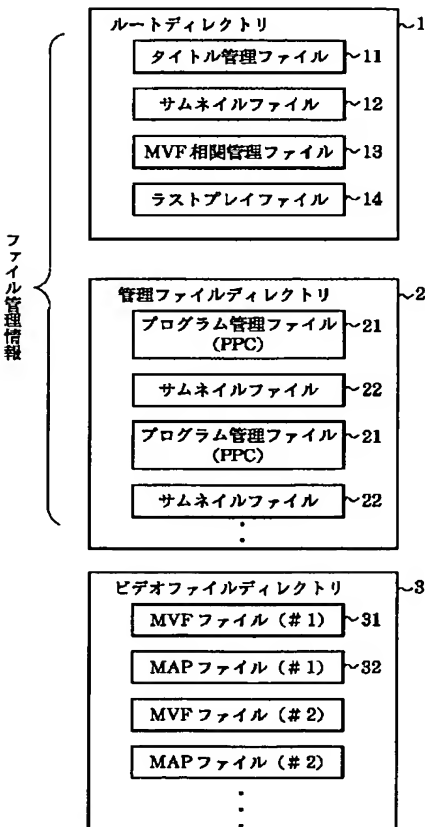 ルートディレクトリ ～1
タイトル管理ファイル ～11
サムネイルファイル ～12
MVF相関管理ファイル ～13
ラストプレイファイル ～14
ファイル管理情報
管理ファイルディレクトリ ～2
プログラム管理ファイル ～21
(PPC)
サムネイルファイル ～22
プログラム管理ファイル ～21
(PPC)
サムネイルファイル ～22
ビデオファイルディレクトリ ～3
MVFファイル（#1） ～31
MAPファイル（#1） ～32
MVFファイル（#2）
MAPファイル（#2）